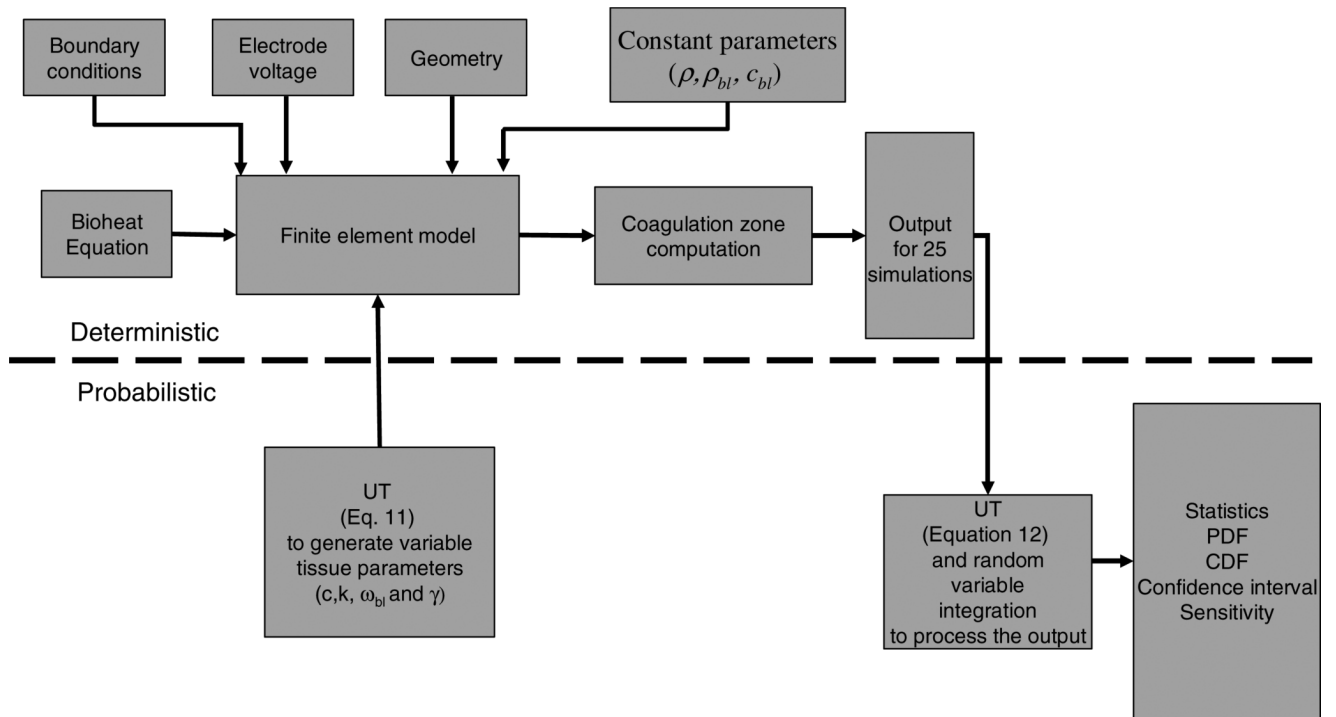 Boundary
conditions
Electrode
voltage
Geometry
Constant parameters
(ρ, ρbl, cbl)
Bioheat
Equation
Finite element model
Coagulation zone
computation
Output
for 25
simulations
Deterministic
Probabilistic
UT
(Eq. 11)
to generate variable
tissue parameters
(c,k, ωbl and γ)
UT
(Equation 12)
and random
variable
integration
to process the output
Statistics
PDF
CDF
Confidence interval
Sensitivity